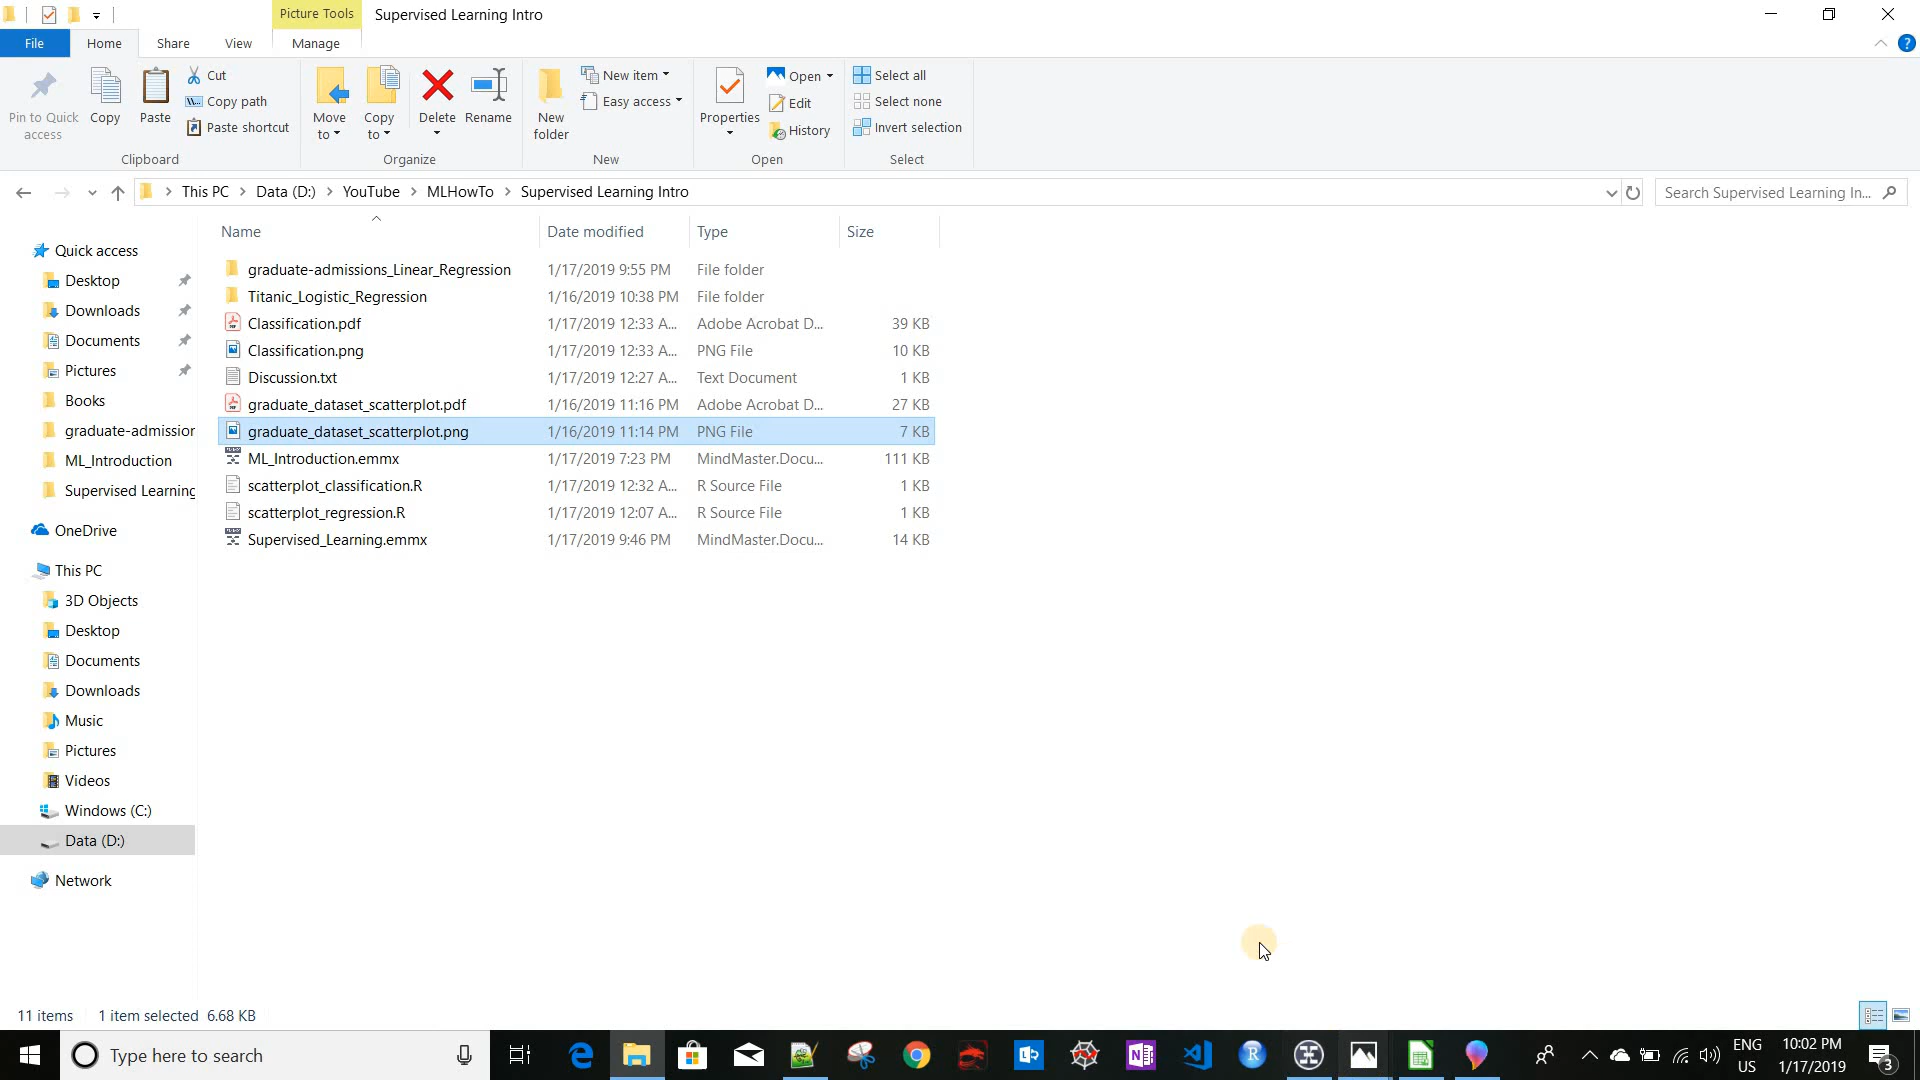 Picture Tools
Supervised Learning Intro
File
Home
Share
View
Manage
Pin to Quick access
Copy
Paste
Cut
Copy path
Paste shortcut
Clipboard
Move to
Copy to
Delete
Rename
Organize
New folder
New item
Easy access
New
Properties
Open
Edit
History
Open
Select all
Select none
Invert selection
Select
This PC > Data (D:) > YouTube > MLHowTo > Supervised Learning Intro
Search Supervised Learning In...
Name Date modified Type Size
graduate-admissions_Linear_Regression 1/17/2019 9:55 PM File folder
Titanic_Logistic_Regression 1/16/2019 10:38 PM File folder
Classification.pdf 1/17/2019 12:33 A... Adobe Acrobat D... 39 KB
Classification.png 1/17/2019 12:33 A... PNG File 10 KB
Discussion.txt 1/17/2019 12:27 A... Text Document 1 KB
graduate_dataset_scatterplot.pdf 1/16/2019 11:16 PM Adobe Acrobat D... 27 KB
graduate_dataset_scatterplot.png 1/16/2019 11:14 PM PNG File 7 KB
ML_Introduction.emmx 1/17/2019 7:23 PM MindMaster.Docu... 111 KB
scatterplot_classification.R 1/17/2019 12:32 A... R Source File 1 KB
scatterplot_regression.R 1/17/2019 12:07 A... R Source File 1 KB
Supervised_Learning.emmx 1/17/2019 9:46 PM MindMaster.Docu... 14 KB
Quick access
Desktop
Downloads
Documents
Pictures
Books
graduate-admission
ML_Introduction
Supervised Learning
OneDrive
This PC
3D Objects
Desktop
Documents
Downloads
Music
Pictures
Videos
Windows (C:)
Data (D:)
Network
11 items 1 item selected 6.68 KB
Type here to search
ENG
US
10:02 PM
1/17/2019
3